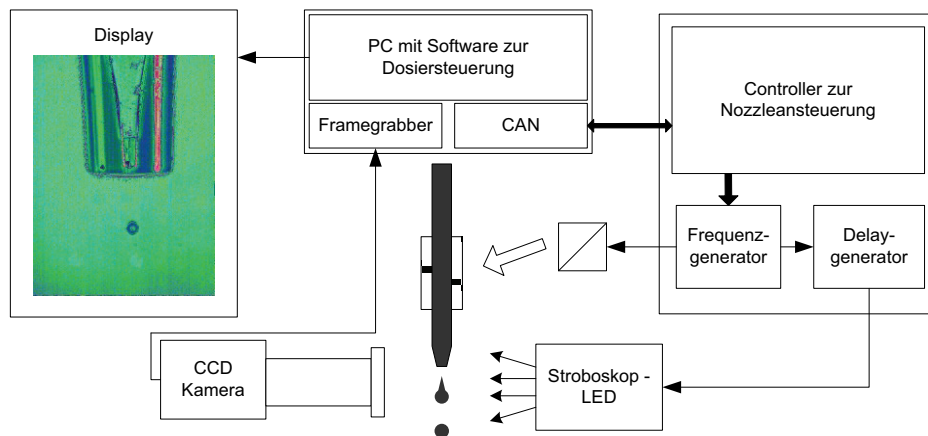 Display
PC mit Software zur
Dosiersteuerung
Framegrabber
CAN
Controller zur
Nozzleansteuerung
Frequenz-
generator
Delay-
generator
CCD
Kamera
Stroboskop -
LED